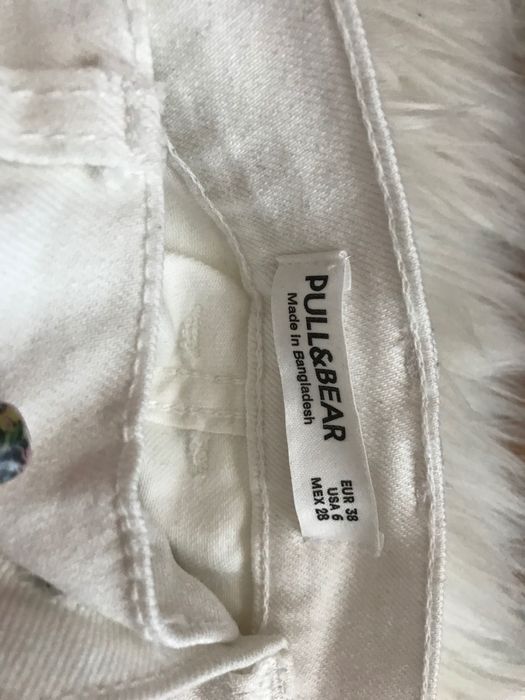 PULL&BEAR
Made in Bangladesh
EUR 38
USA 6
MEX 28